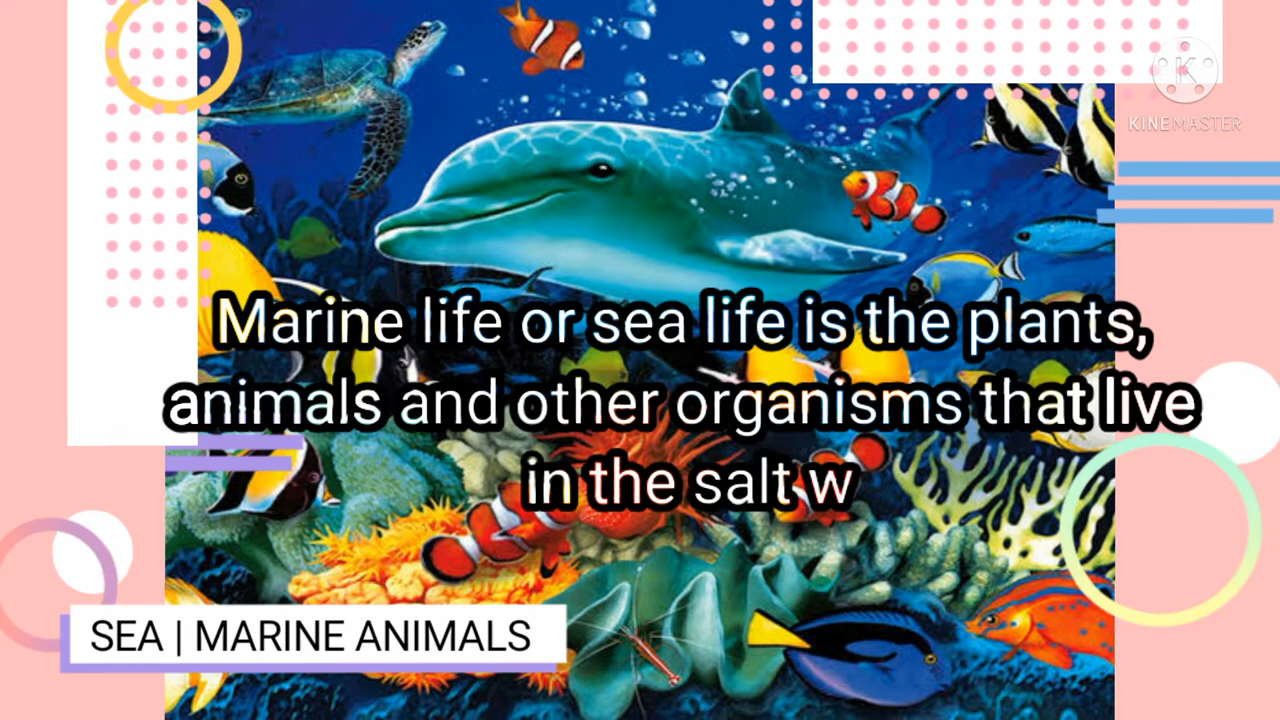 KINEMASTER
Marine life or sea life is the plants,
animals and other organisms that live
in the salt w
SEA | MARINE ANIMALS